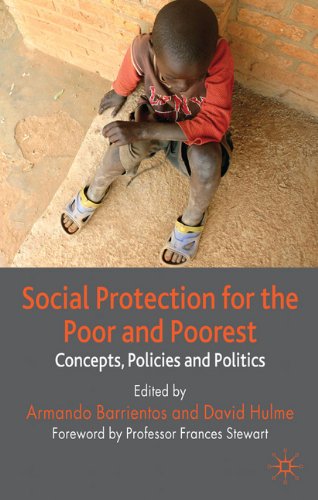 Social Protection for the
Poor and Poorest
Concepts, Policies and Politics
Edited by
Armando Barrientos and David Hulme
Foreword by Professor Frances Stewart